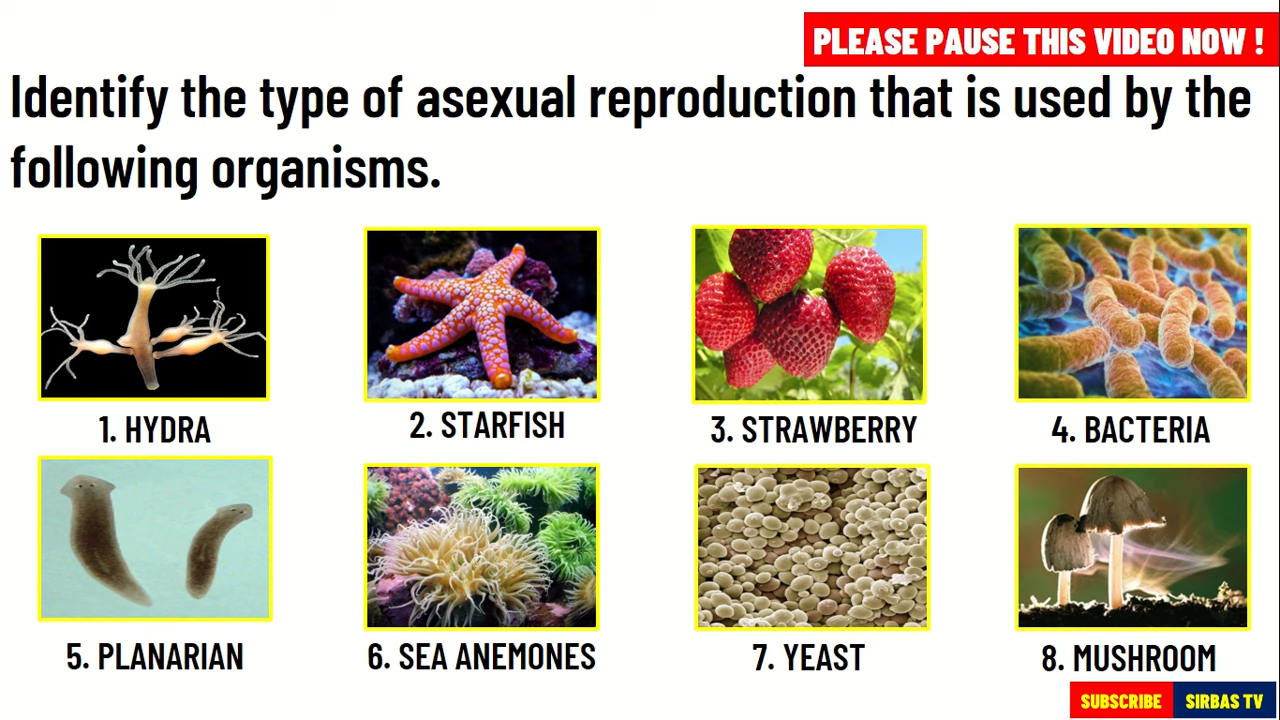 PLEASE PAUSE THIS VIDEO NOW !
Identify the type of asexual reproduction that is used by the
following organisms.
1. HYDRA
2. STARFISH
3. STRAWBERRY
4. BACTERIA
5. PLANARIAN
6. SEA ANEMONES
7. YEAST
8. MUSHROOM
SUBSCRIBE SIRBAS TV